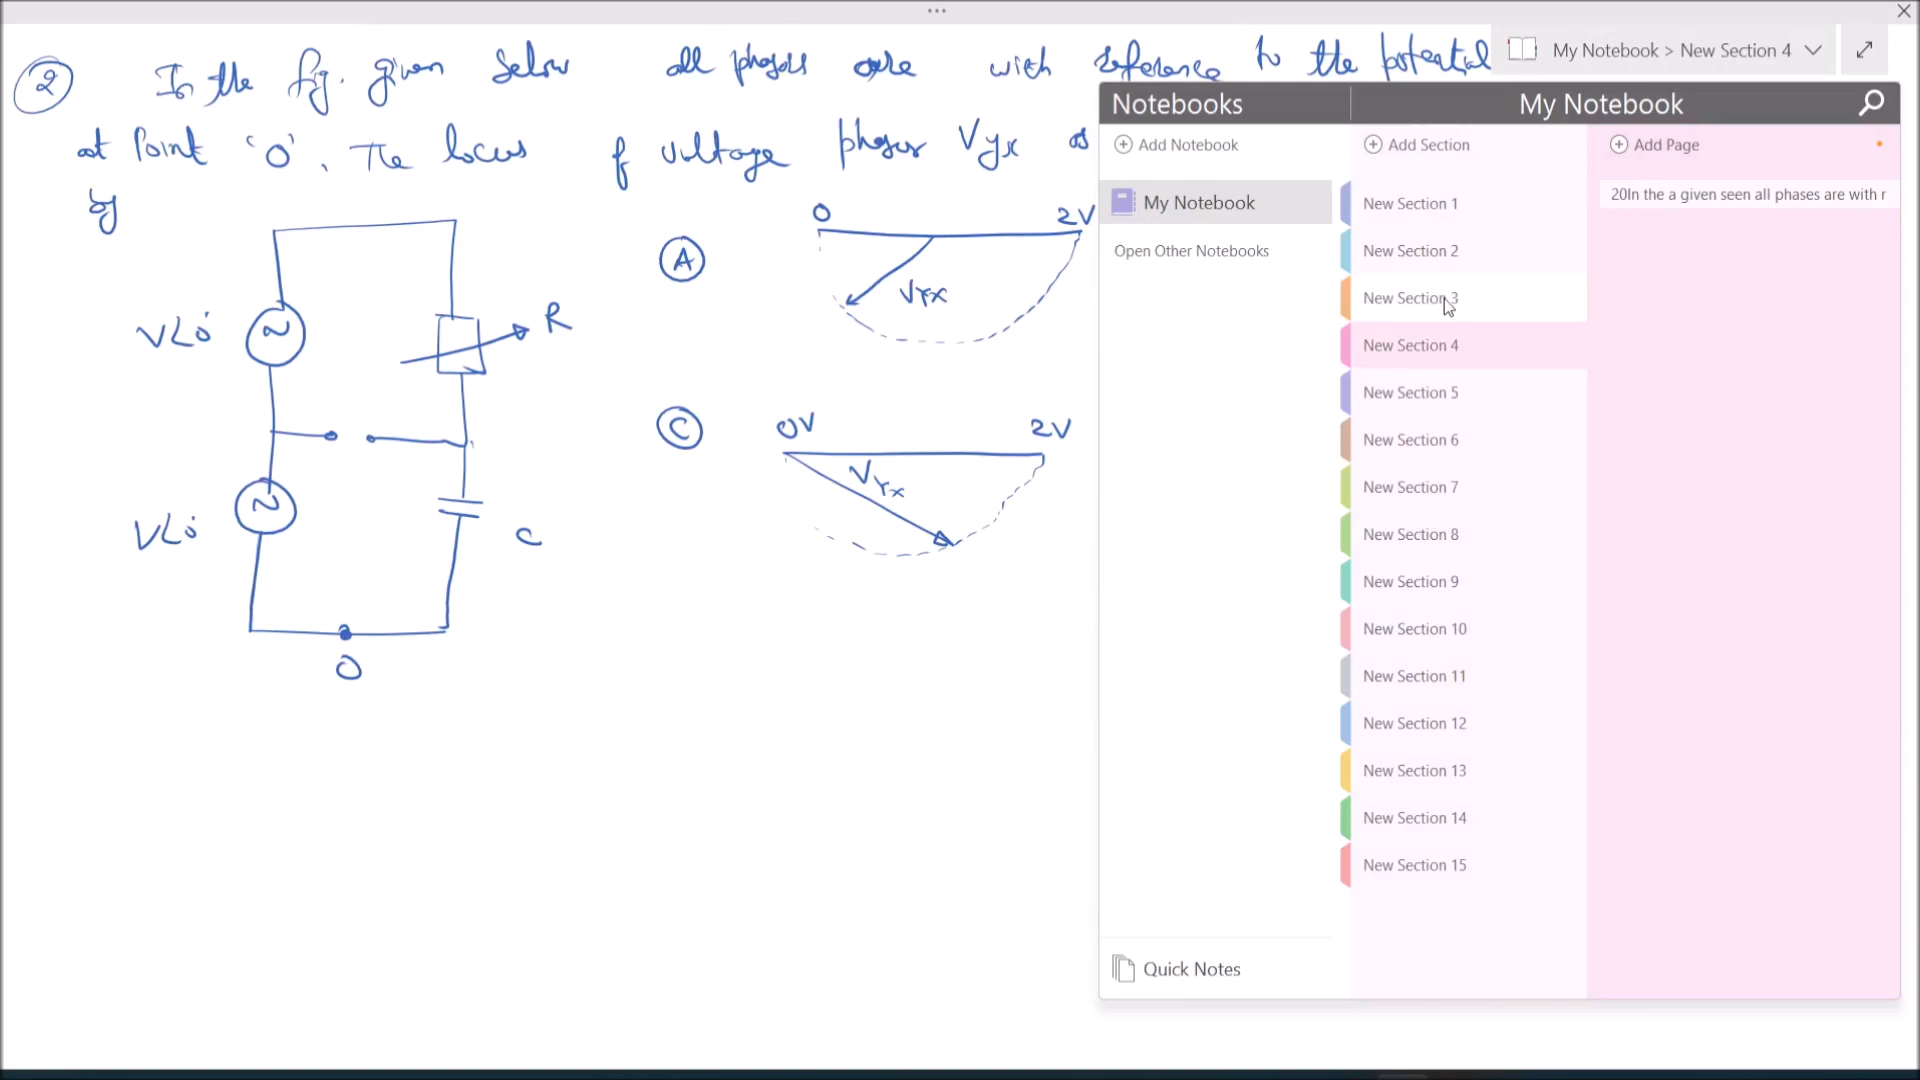 ...
My Notebook > New Section 4
② In the fig. given below all phasors are with reference to the potential
at Point 'O'. The locus of voltage phasor Vyx as
by
Notebooks
My Notebook
Add Notebook
Add Section
Add Page
My Notebook
Open Other Notebooks
New Section 1
New Section 2
New Section 3
New Section 4
New Section 5
New Section 6
New Section 7
New Section 8
New Section 9
New Section 10
New Section 11
New Section 12
New Section 13
New Section 14
New Section 15
20In the a given seen all phases are with r
Quick Notes
V∠0°
R
V∠0°
C
O
Ⓐ
0
2V
VYX
Ⓒ
0V
2V
VYX